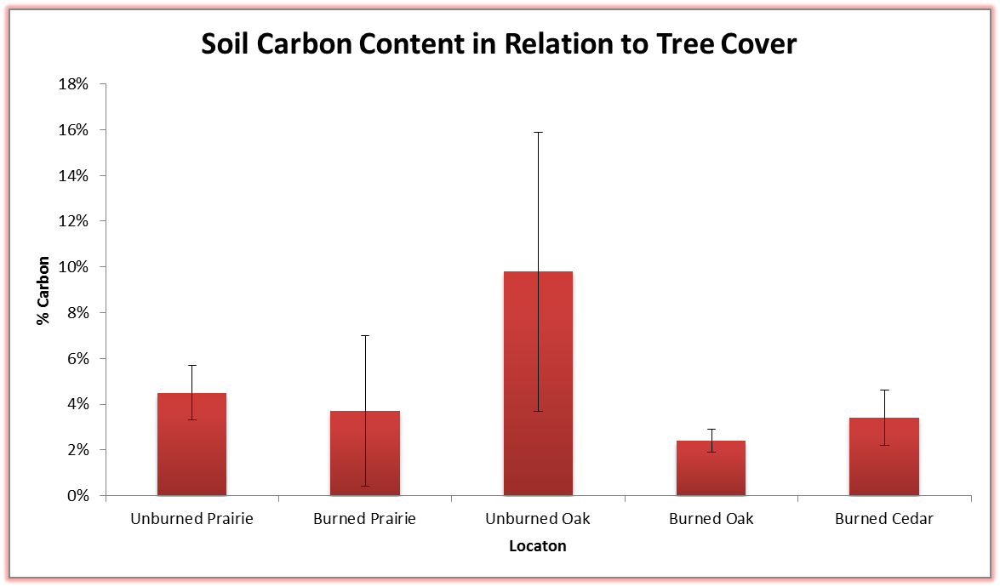 Soil Carbon Content in Relation to Tree Cover
18%
16%
14%
12%
10%
8%
6%
4%
2%
0%
% Carbon
Unburned Prairie
Burned Prairie
Unburned Oak
Burned Oak
Burned Cedar
Locaton